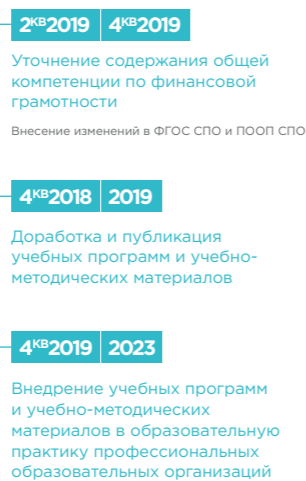 2КВ2019 4КВ2019
Уточнение содержания общей
компетенции по финансовой
грамотности
Внесение изменений в ФГОС СПО и ПООП СПО
4КВ2018 2019
Доработка и публикация
учебных программ и учебно-
методических материалов
4КВ2019 2023
Внедрение учебных программ
и учебно-методических
материалов в образовательную
практику профессиональных
образовательных организаций